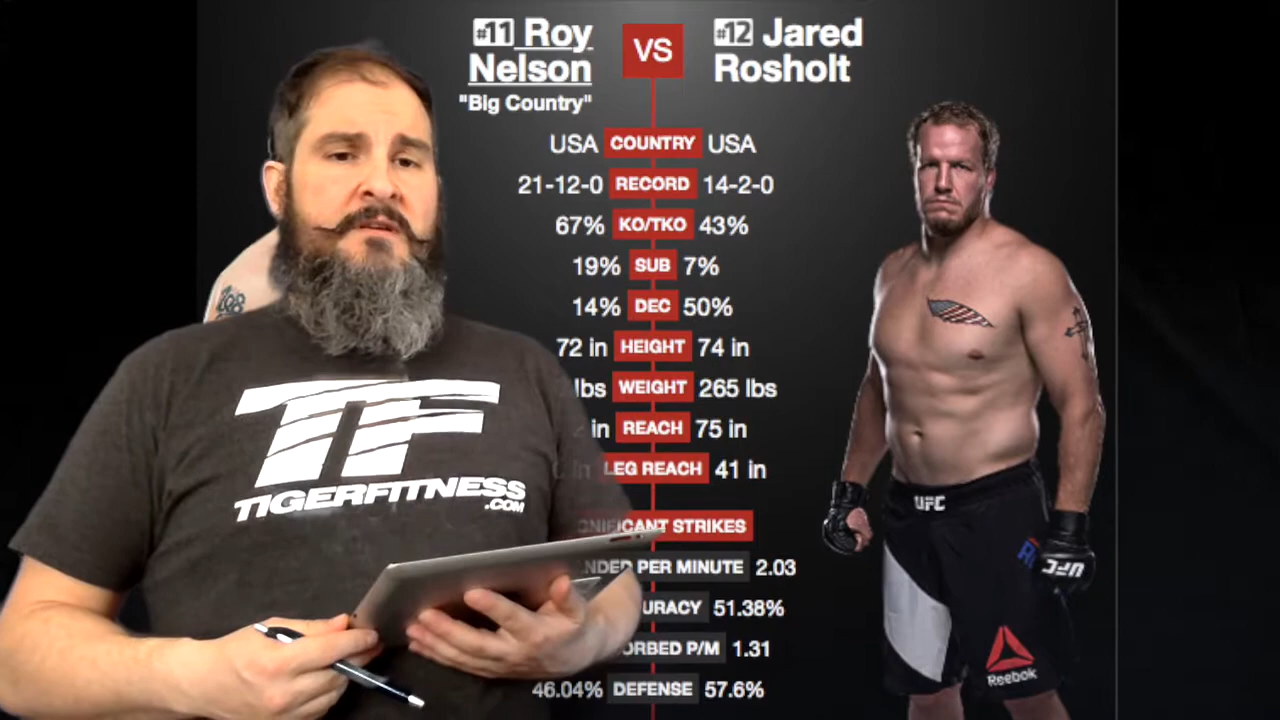 #11 Roy
Nelson
"Big Country"
VS
#12 Jared
Rosholt
USA COUNTRY USA
21-12-0 RECORD 14-2-0
67% KO/TKO 43%
19% SUB 7%
14% DEC 50%
72 in HEIGHT 74 in
lbs WEIGHT 265 lbs
in REACH 75 in
LEG REACH 41 in
STRIKES
PER MINUTE 2.03
51.38%
P/M 1.31
46.04% DEFENSE 57.6%
TF
TIGERFITNESS
.COM
UFC
UFC
Reebok